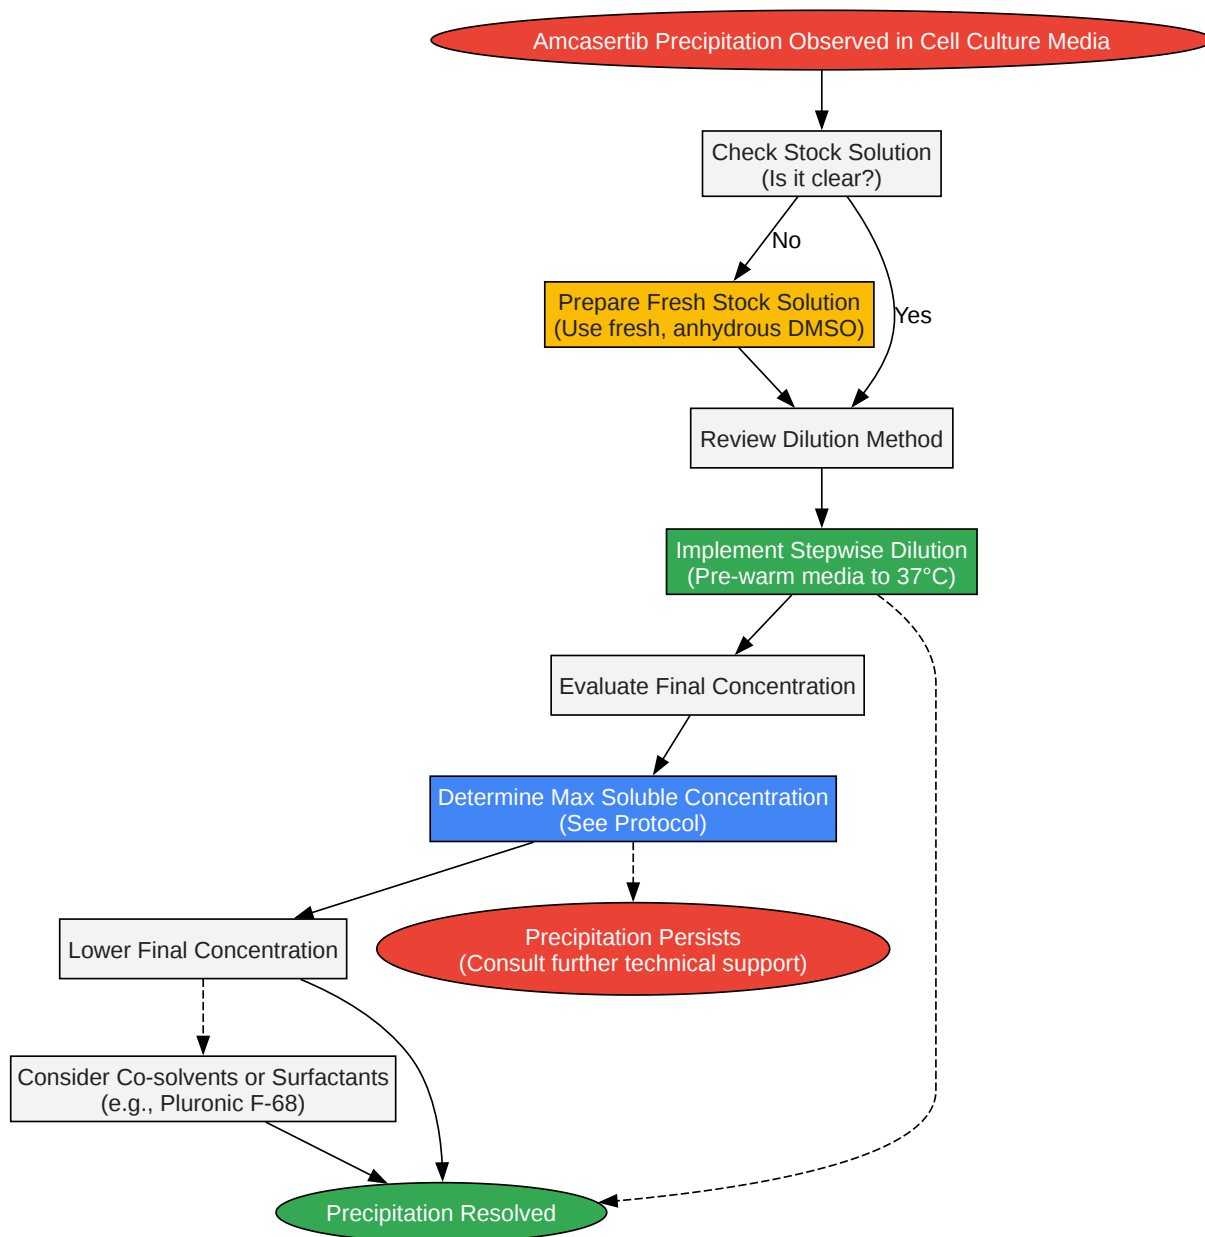 Amcasertib Precipitation Observed in Cell Culture Media
Check Stock Solution
(Is it clear?)
No
Yes
Prepare Fresh Stock Solution
(Use fresh, anhydrous DMSO)
Review Dilution Method
Implement Stepwise Dilution
(Pre-warm media to 37°C)
Evaluate Final Concentration
Determine Max Soluble Concentration
(See Protocol)
Lower Final Concentration
Precipitation Persists
(Consult further technical support)
Consider Co-solvents or Surfactants
(e.g., Pluronic F-68)
Precipitation Resolved